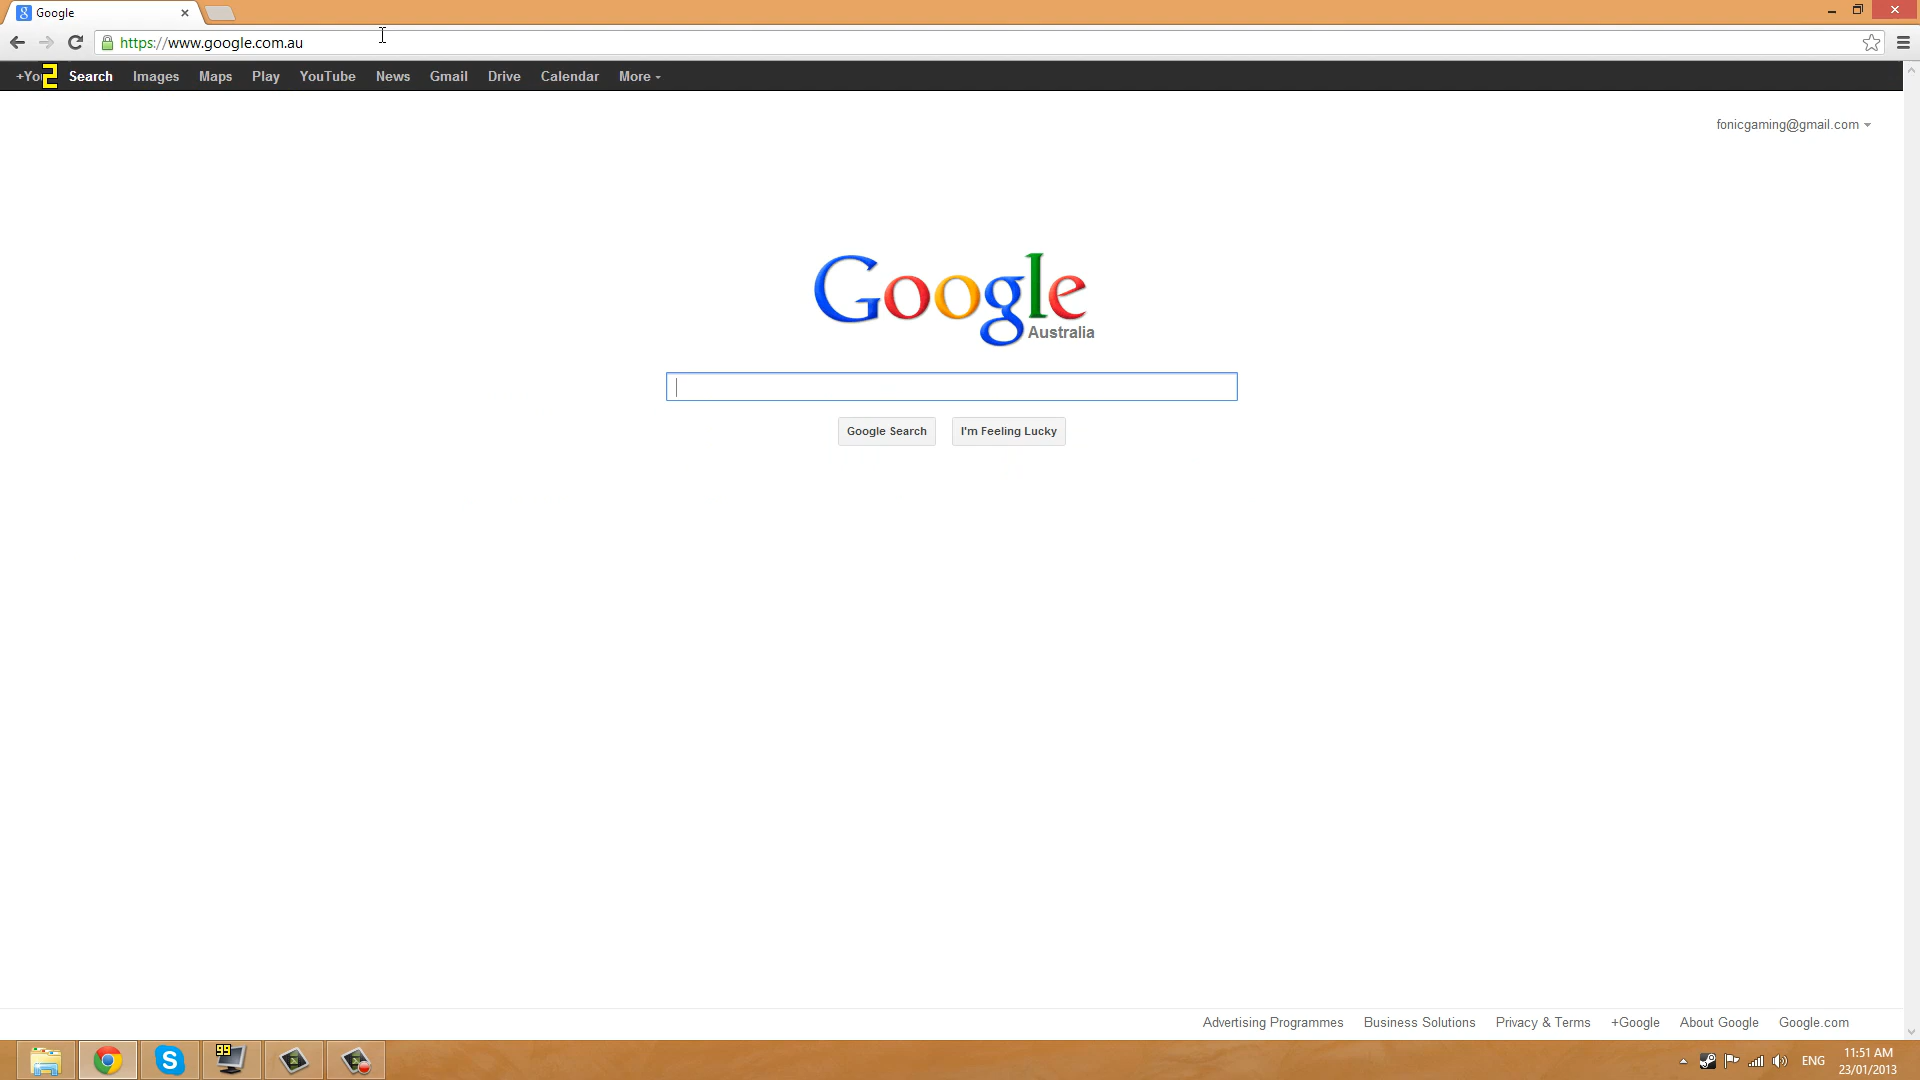 Google
https://www.google.com.au
+You 2 Search Images Maps Play YouTube News Gmail Drive Calendar More
fonicgaming@gmail.com
Google
Australia
Google Search I'm Feeling Lucky
Advertising Programmes Business Solutions Privacy & Terms +Google About Google Google.com
99
ENG
11:51 AM
23/01/2013